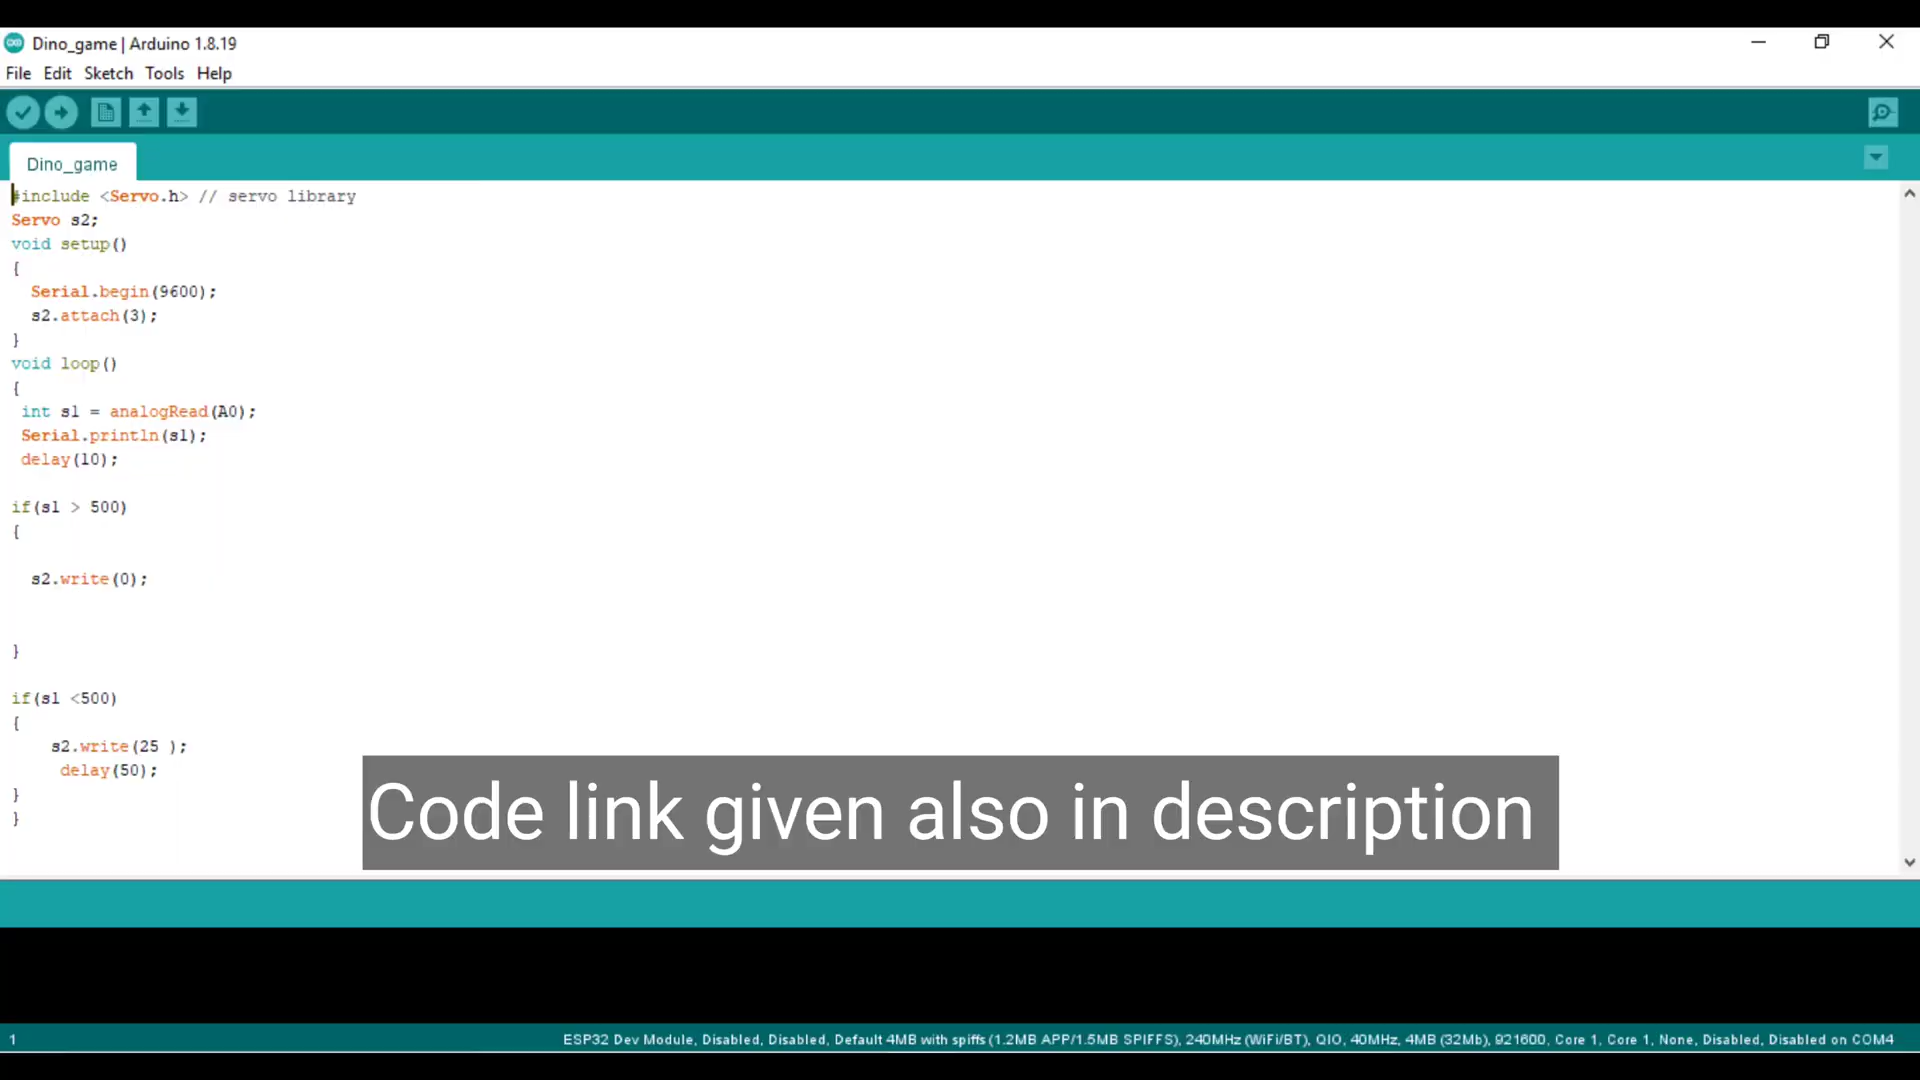 Dino_game | Arduino 1.8.19
File Edit Sketch Tools Help
Dino_game
#include <Servo.h> // servo library
Servo s2;
void setup()
{
Serial.begin(9600);
s2.attach(3);
}
void loop()
{
int s1 = analogRead(A0);
Serial.println(s1);
delay(10);
if(s1 > 500)
{
s2.write(0);
}
if(s1 <500)
{
s2.write(25 );
delay(50);
}
}
Code link given also in description
1
ESP32 Dev Module, Disabled, Disabled, Default 4MB with spiffs (1.2MB APP/1.5MB SPIFFS), 240MHz (WiFi/BT), QIO, 40MHz, 4MB (32Mb), 921600, Core 1, Core 1, None, Disabled, Disabled on COM4